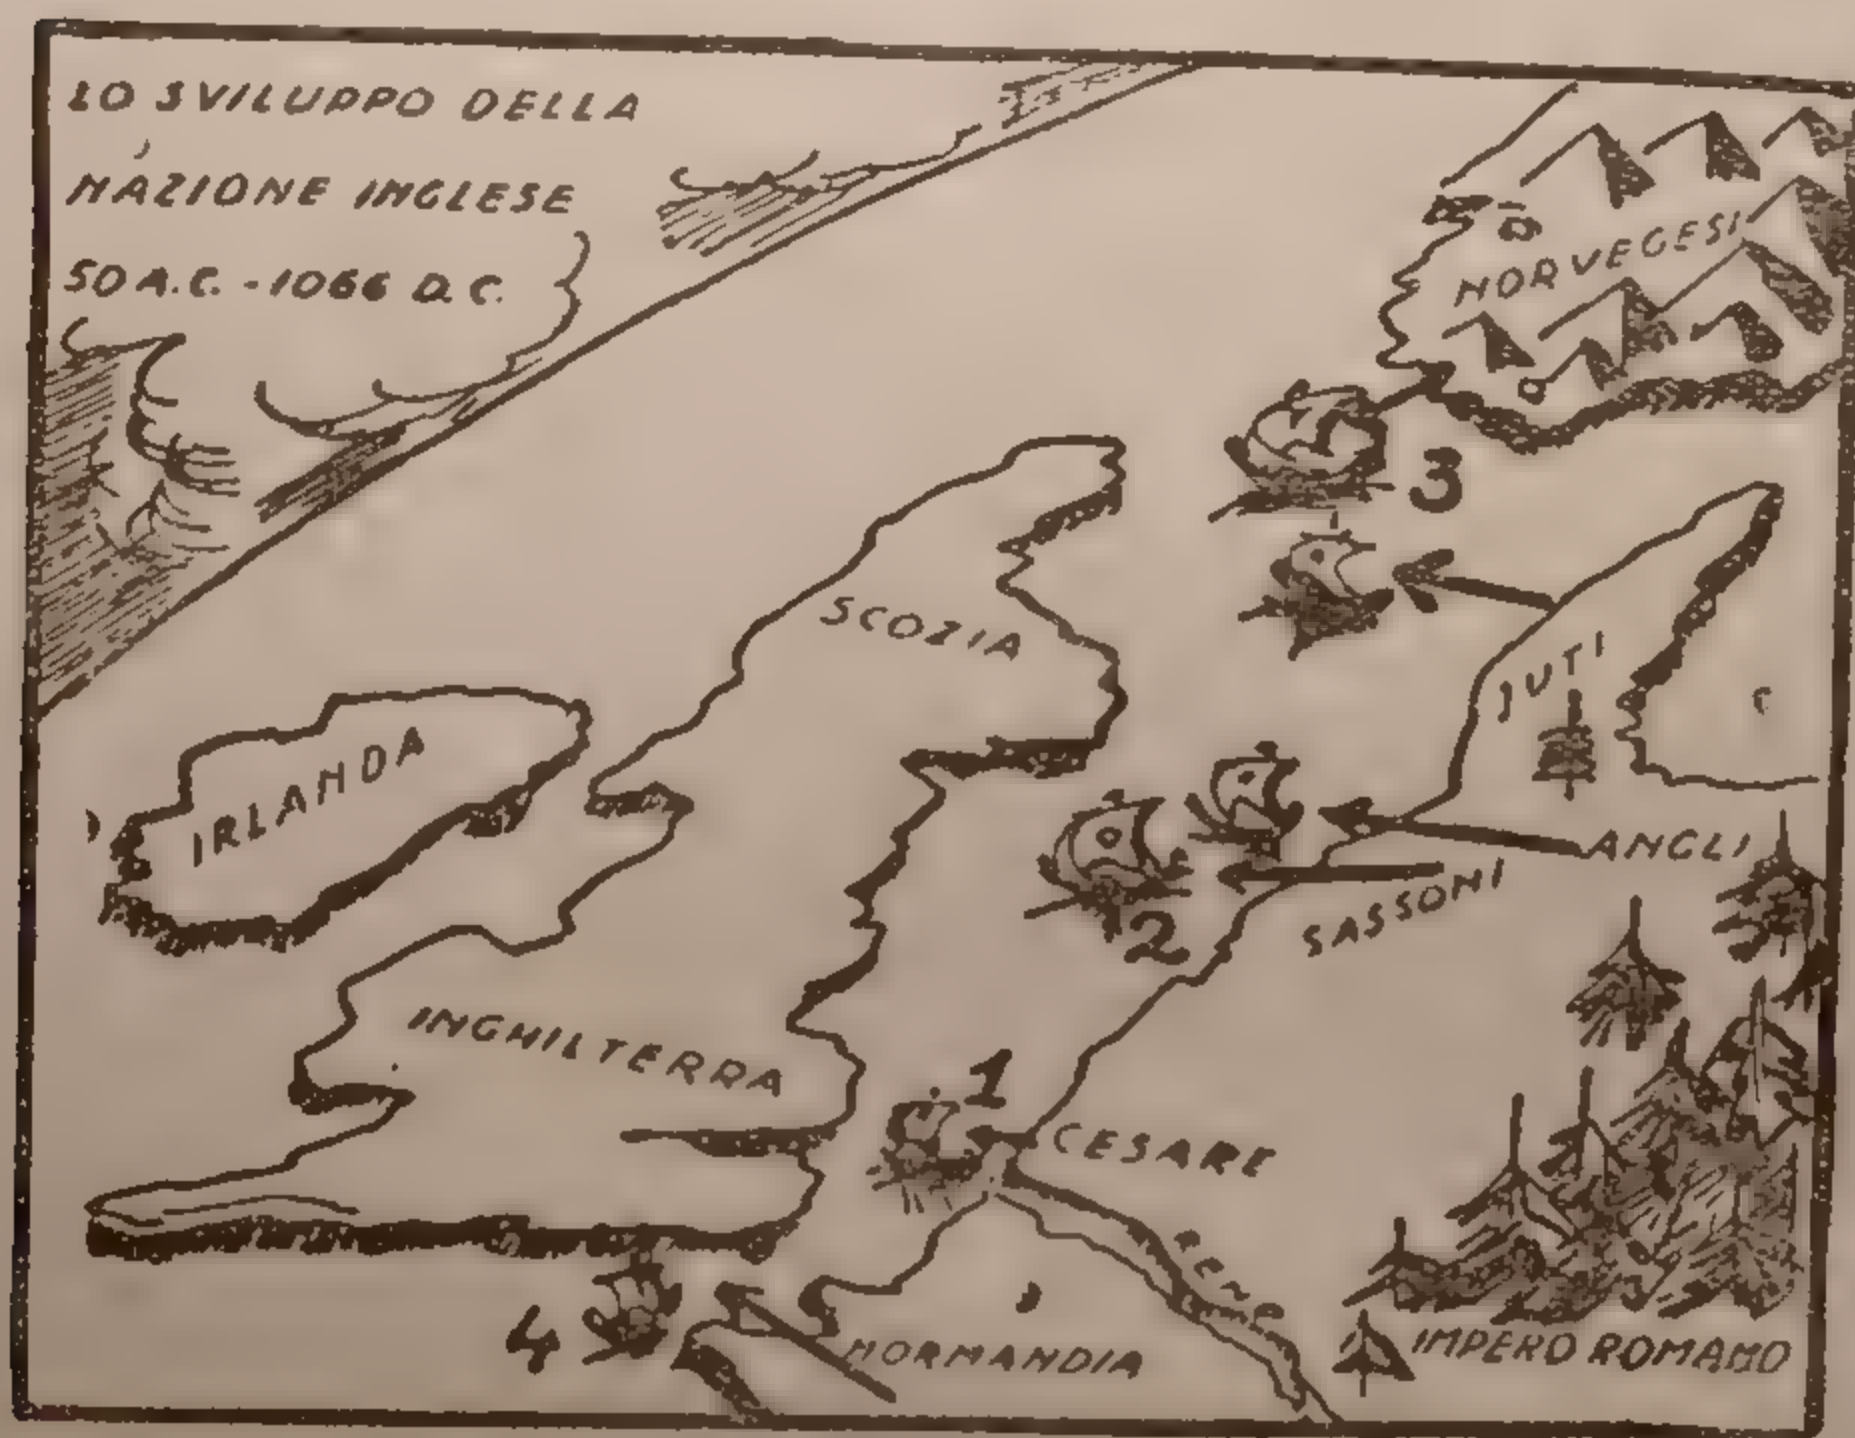 LO SVILUPPO DELLA
NAZIONE INGLESE
50 A.C. - 1066 D.C.
NORVEGESI
3
SCOZIA
JUTI
IRLANDA
ANGLI
SASSONI
2
INGHILTERRA
1
CESARE
RENO
4
NORMANDIA
IMPERO ROMANO